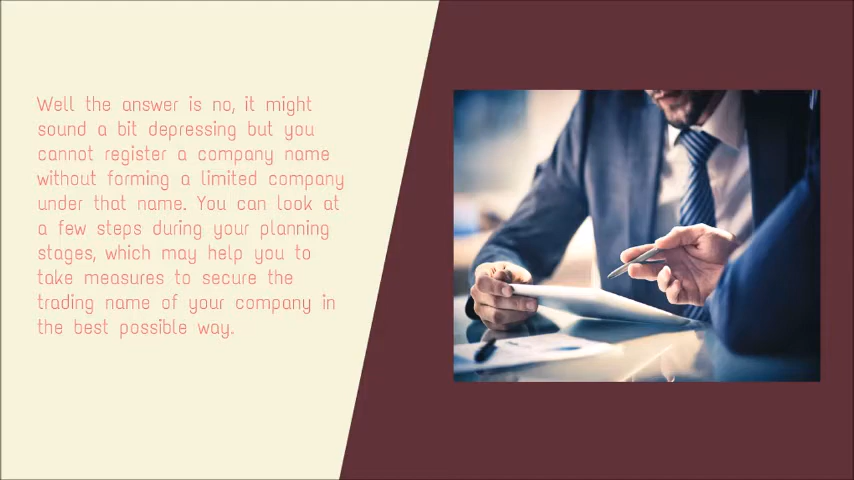 Well the answer is no, it might
sound a bit depressing but you
cannot register a company name
without forming a limited company
under that name. You can look at
a few steps during your planning
stages, which may help you to
take measures to secure the
trading name of your company in
the best possible way.